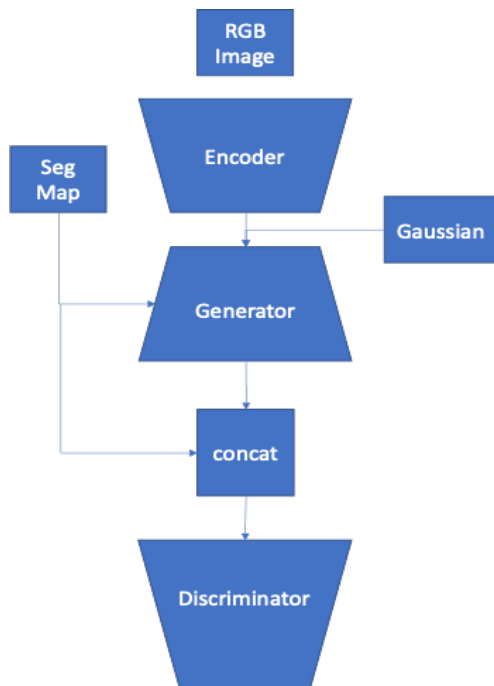 RGB
Image
Encoder
Seg
Map
Gaussian
Generator
concat
Discriminator